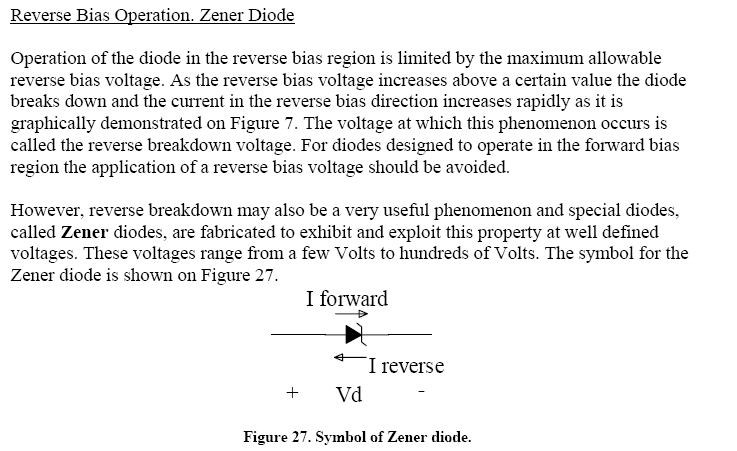 Reverse Bias Operation. Zener Diode
Operation of the diode in the reverse bias region is limited by the maximum allowable
reverse bias voltage. As the reverse bias voltage increases above a certain value the diode
breaks down and the current in the reverse bias direction increases rapidly as it is
graphically demonstrated on Figure 7. The voltage at which this phenomenon occurs is
called the reverse breakdown voltage. For diodes designed to operate in the forward bias
region the application of a reverse bias voltage should be avoided.
However, reverse breakdown may also be a very useful phenomenon and special diodes,
called Zener diodes, are fabricated to exhibit and exploit this property at well defined
voltages. These voltages range from a few Volts to hundreds of Volts. The symbol for the
Zener diode is shown on Figure 27.
I forward
I reverse
+ Vd -
Figure 27. Symbol of Zener diode.